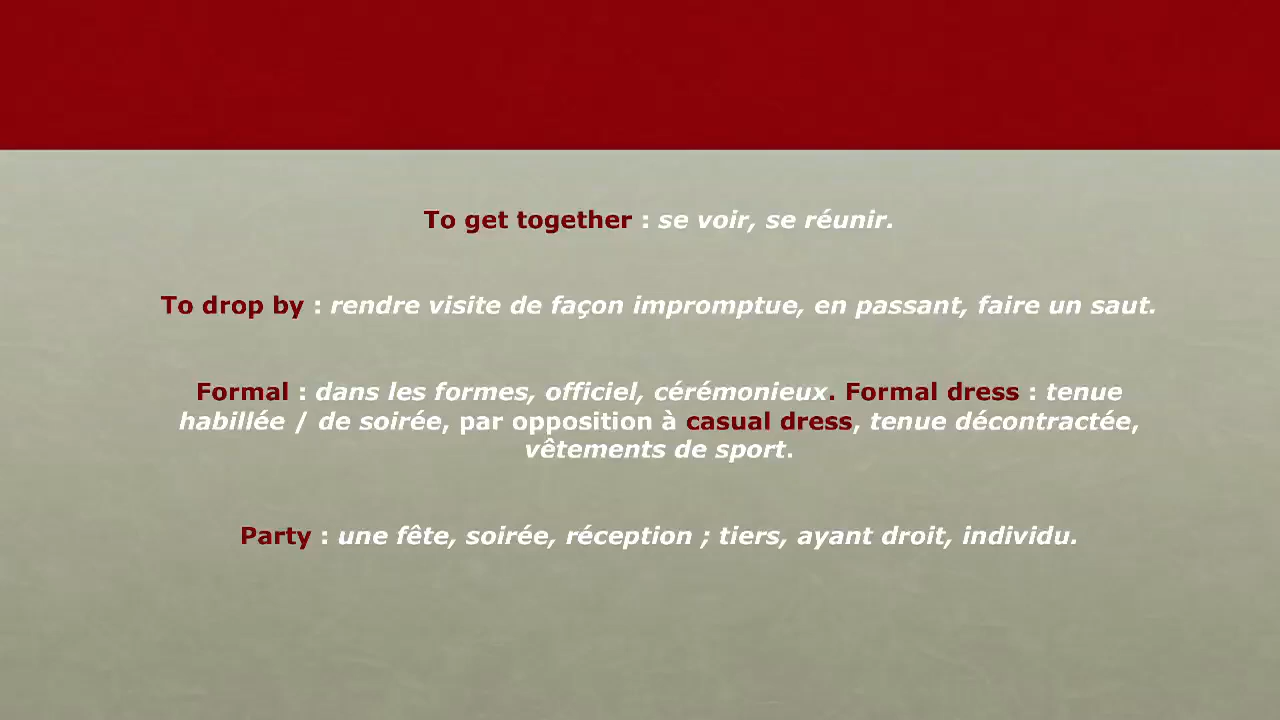 To get together : se voir, se réunir.
To drop by : rendre visite de façon impromptue, en passant, faire un saut.
Formal : dans les formes, officiel, cérémonieux. Formal dress : tenue
habillée / de soirée, par opposition à casual dress, tenue décontractée,
vêtements de sport.
Party : une fête, soirée, réception ; tiers, ayant droit, individu.